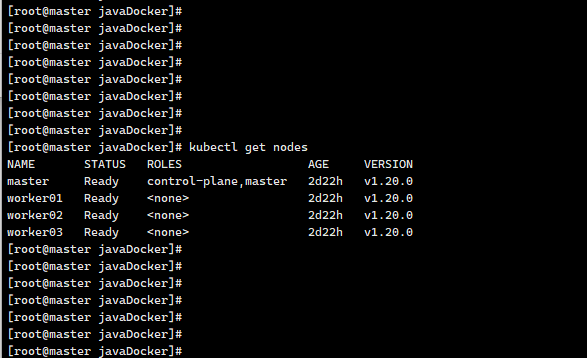 [root@master javaDocker]#
[root@master javaDocker]#
[root@master javaDocker]#
[root@master javaDocker]#
[root@master javaDocker]#
[root@master javaDocker]#
[root@master javaDocker]#
[root@master javaDocker]#
[root@master javaDocker]# kubectl get nodes
NAME STATUS ROLES AGE VERSION
master Ready control-plane,master 2d22h v1.20.0
worker01 Ready <none> 2d22h v1.20.0
worker02 Ready <none> 2d22h v1.20.0
worker03 Ready <none> 2d22h v1.20.0
[root@master javaDocker]#
[root@master javaDocker]#
[root@master javaDocker]#
[root@master javaDocker]#
[root@master javaDocker]#
[root@master javaDocker]#
[root@master javaDocker]#